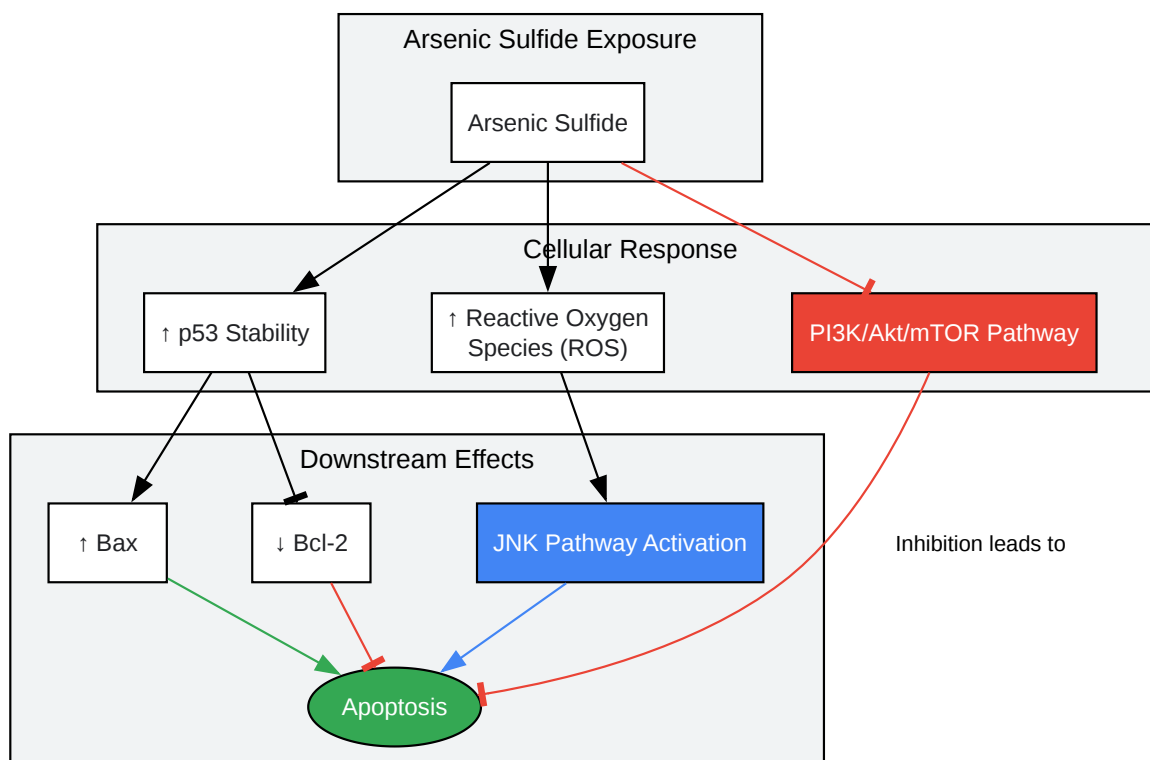 Arsenic Sulfide Exposure
Arsenic Sulfide
Cellular Response
↑ p53 Stability
↑ Reactive Oxygen
Species (ROS)
PI3K/Akt/mTOR Pathway
Downstream Effects
↑ Bax
↓ Bcl-2
JNK Pathway Activation
Inhibition leads to
Apoptosis